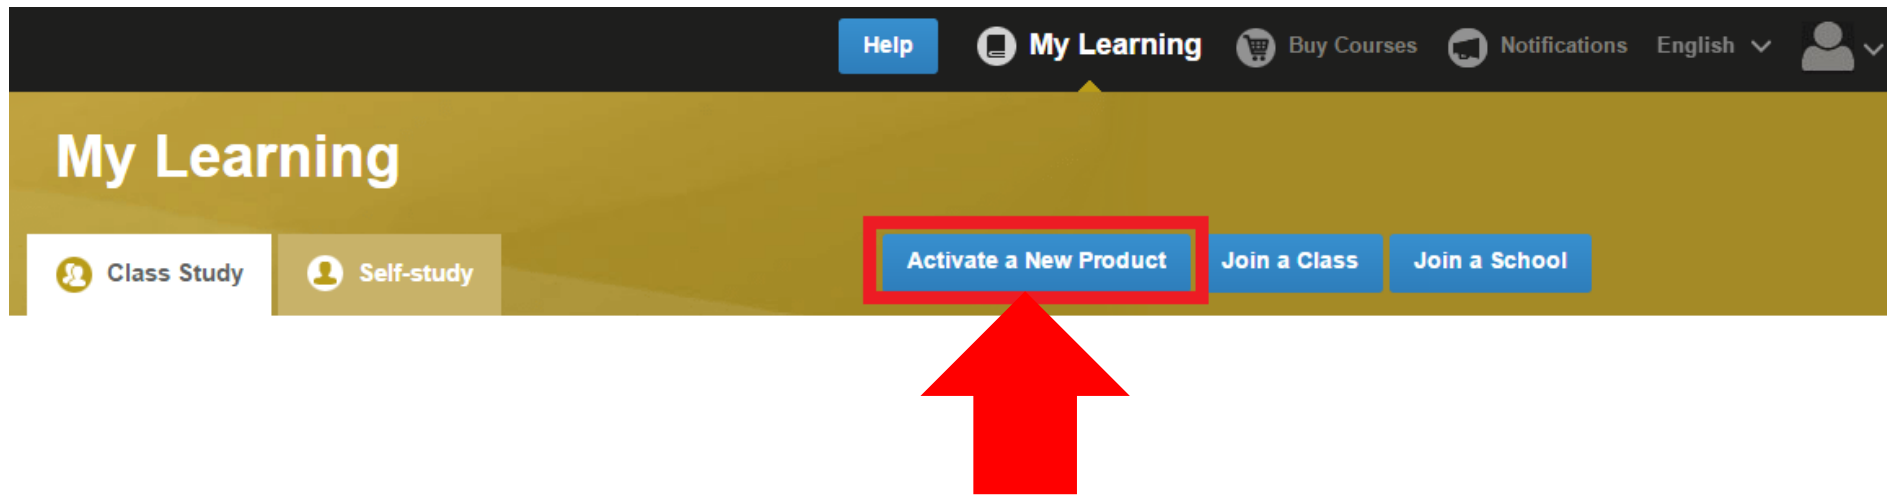 Help My Learning Buy Courses Notifications English
My Learning
Class Study Self-study Activate a New Product Join a Class Join a School